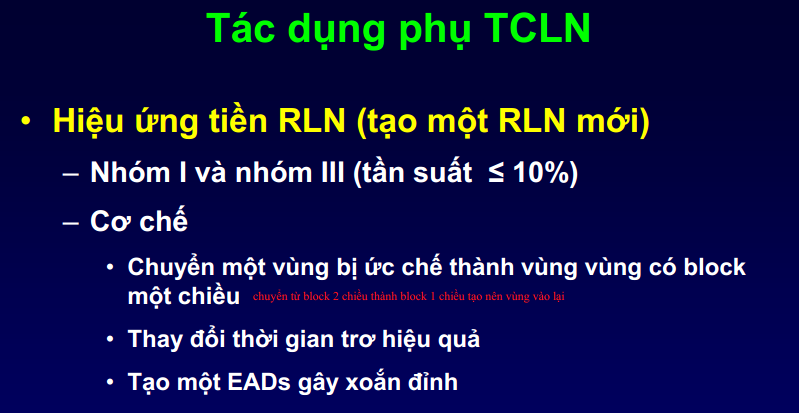 Tác dụng phụ TCLN
• Hiệu ứng tiền RLN (tạo một RLN mới)
– Nhóm I và nhóm III (tần suất ≤ 10%)
– Cơ chế
• Chuyển một vùng bị ức chế thành vùng vùng có block
một chiều chuyển từ block 2 chiều thành block 1 chiều tạo nên vùng vào lại
• Thay đổi thời gian trơ hiệu quả
• Tạo một EADs gây xoắn đỉnh